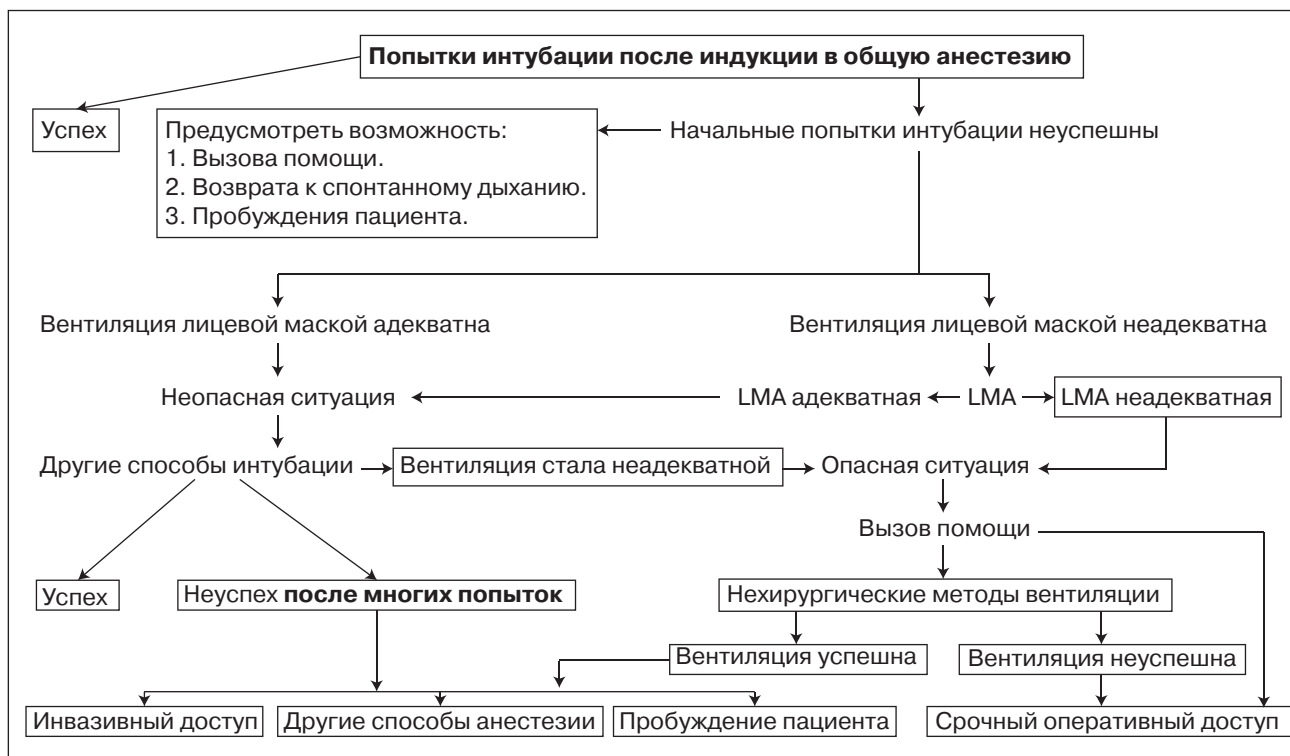 Попытки интубации после индукции в общую анестезию
Успех
Предусмотреть возможность:
1. Вызова помощи.
2. Возврата к спонтанному дыханию.
3. Пробуждения пациента.
Начальные попытки интубации неуспешны
Вентиляция лицевой маской адекватна
Вентиляция лицевой маской неадекватна
Неопасная ситуация
LMA адекватная
LMA
LMA неадекватная
Другие способы интубации
Вентиляция стала неадекватной
Опасная ситуация
Вызов помощи
Успех
Неуспех после многих попыток
Нехирургические методы вентиляции
Вентиляция успешна
Вентиляция неуспешна
Инвазивный доступ
Другие способы анестезии
Пробуждение пациента
Срочный оперативный доступ